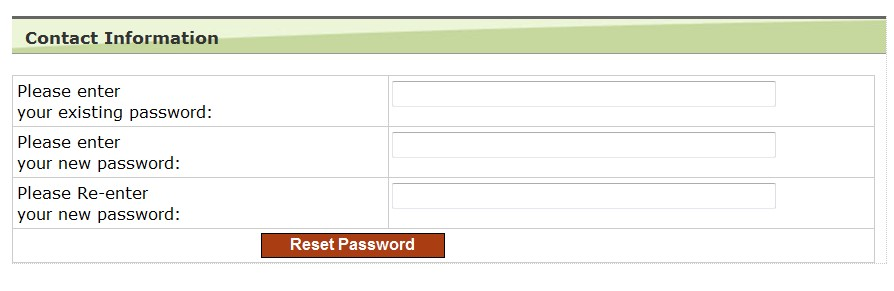 Contact Information
Please enter
your existing password:
Please enter
your new password:
Please Re-enter
your new password:
Reset Password